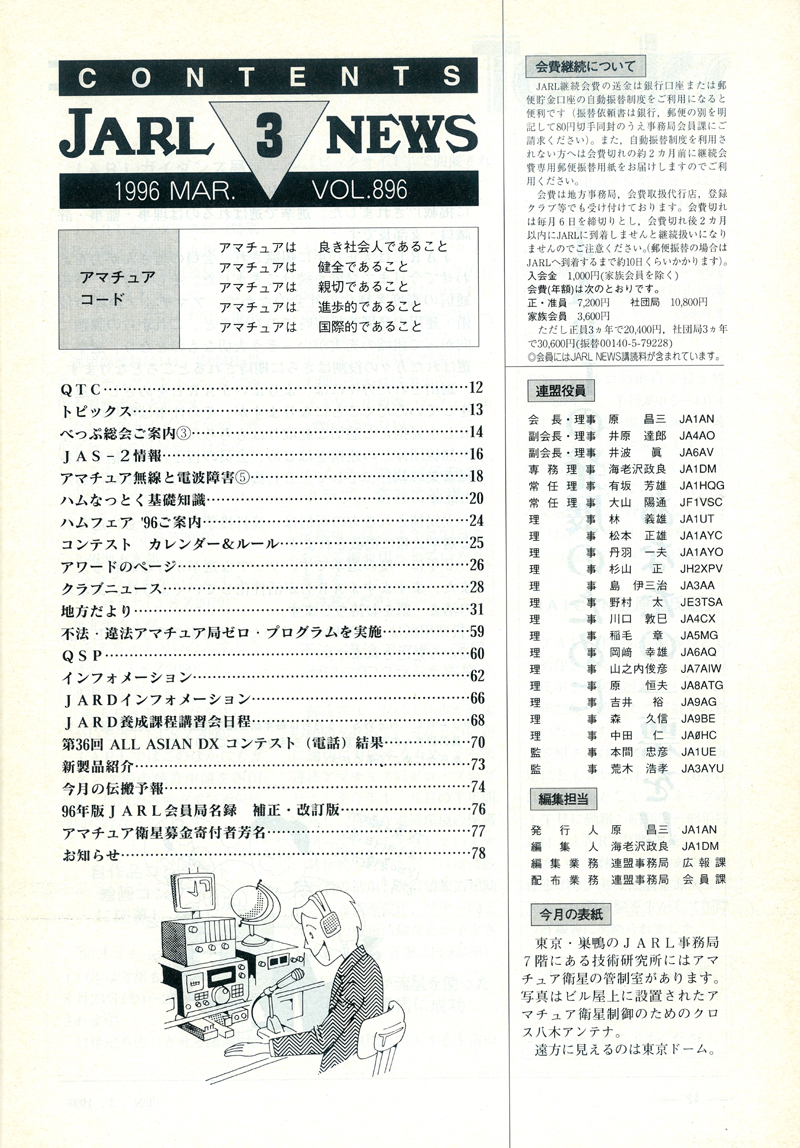 CONTENTS
JARL 3 NEWS
1996 MAR. VOL.896
アマチュア
コード
アマチュアは 良き社会人であること
アマチュアは 健全であること
アマチュアは 親切であること
アマチュアは 進歩的であること
アマチュアは 国際的であること
QTC……12
トピックス……13
べっぷ総会ご案内③……14
JAS-2情報……16
アマチュア無線と電波障害⑤……18
ハムなっとく基礎知識……20
ハムフェア '96ご案内……24
コンテスト カレンダー&ルール……25
アワードのページ……26
クラブニュース……28
地方だより……31
不法・違法アマチュア局ゼロ・プログラムを実施……59
QSP……60
インフォメーション……62
JARDインフォメーション……66
JARD養成課程講習会日程……68
第36回 ALL ASIAN DX コンテスト（電話）結果……70
新製品紹介……73
今月の伝搬予報……74
96年版JARL会員局名録 補正・改訂版……76
アマチュア衛星募金寄付者芳名……77
お知らせ……78
会費継続について
JARL継続会費の送金は銀行口座または郵
便貯金口座の自動振替制度をご利用になると
便利です（振替依頼書は銀行，郵便の別を明
記して80円切手同封のうえ事務局会員課にご
請求ください）。また，自動振替制度を利用さ
れない方へは会費切れの約2カ月前に継続会
費専用郵便振替用紙をお届けしますのでご利
用ください。
会費は地方事務局，会費取扱代行店，登録
クラブ等でも受け付けております。会費切れ
は毎月6日を締切りとし，会費切れ後2カ月
以内にJARLに到着しませんと継続扱いになり
ませんのでご注意ください。(郵便振替の場合は
JARLへ到着するまで約10日くらいかかります)。
入会金 1,000円(家族会員を除く)
会費(年額)は次のとおりです。
正・准員 7,200円 社団局 10,800円
家族会員 3,600円
ただし正員3ヵ年で20,400円，社団局3ヵ年
で30,600円(振替00140-5-79228)
◎会員にはJARL NEWS購読料が含まれています。
連盟役員
会長・理事 原 昌三 JA1AN
副会長・理事 井原 達郎 JA4AO
副会長・理事 井波 眞 JA6AV
専務理事 海老沢政良 JA1DM
常任理事 有坂 芳雄 JA1HQG
常任理事 大山 陽通 JF1VSC
理事 林 義雄 JA1UT
理事 松本 正雄 JA1AYC
理事 丹羽 一夫 JA1AYO
理事 杉山 正 JH2XPV
理事 島 伊三治 JA3AA
理事 野村 太 JE3TSA
理事 川口 敦巳 JA4CX
理事 稲毛 章 JA5MG
理事 岡﨑 幸雄 JA6AQ
理事 山之内俊彦 JA7AIW
理事 原 恒夫 JA8ATG
理事 吉井 裕 JA9AG
理事 森 久信 JA9BE
理事 中田 仁 JAØHC
監事 本間 忠彦 JA1UE
監事 荒木 浩孝 JA3AYU
編集担当
発行人 原 昌三 JA1AN
編集人 海老沢政良 JA1DM
編集業務 連盟事務局 広報課
配布業務 連盟事務局 会員課
今月の表紙
東京・巣鴨のJARL事務局
7階にある技術研究所にはアマ
チュア衛星の管制室があります。
写真はビル屋上に設置されたア
マチュア衛星制御のためのクロ
ス八木アンテナ。
遠方に見えるのは東京ドーム。